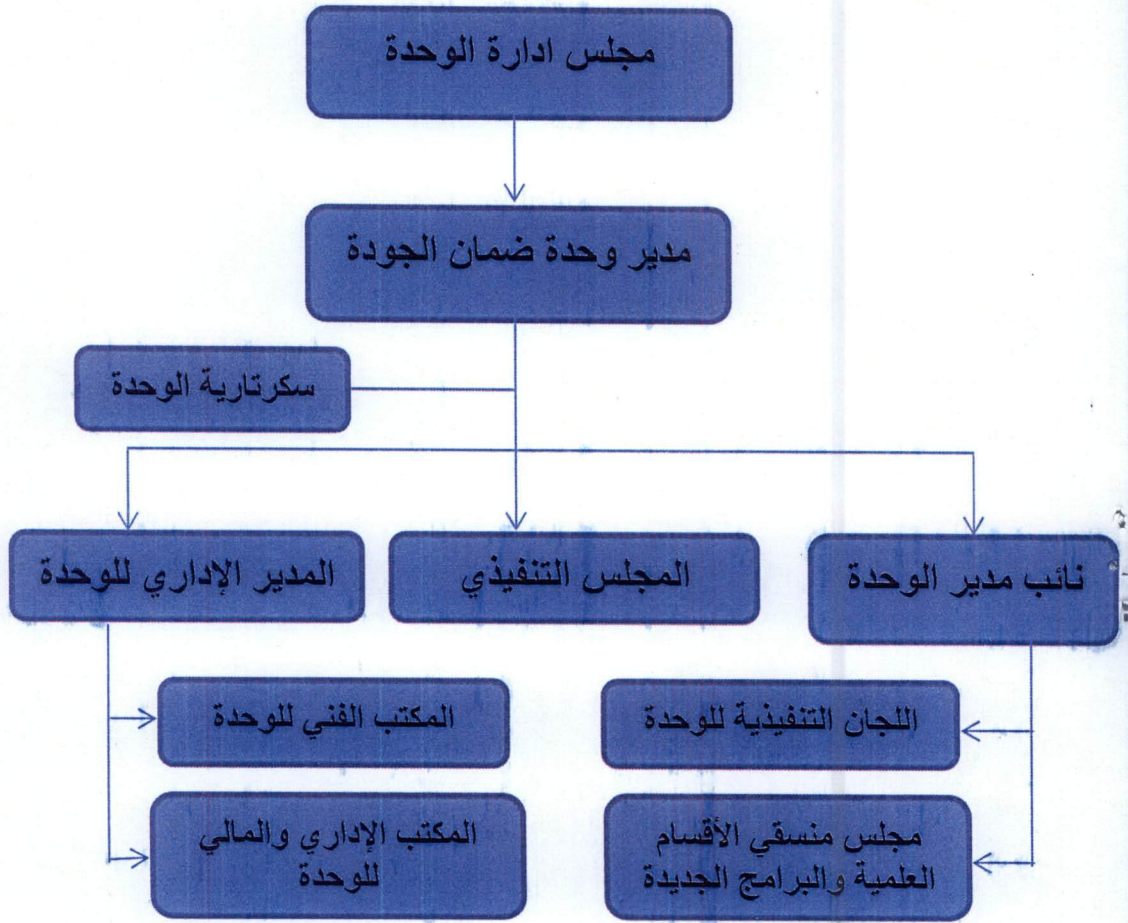 مجلس ادارة الوحدة
مدير وحدة ضمان الجودة
سكرتارية الوحدة
نائب مدير الوحدة
المجلس التنفيذي
المدير الإداري للوحدة
اللجان التنفيذية للوحدة
المكتب الفني للوحدة
مجلس منسقي الأقسام
العلمية والبرامج الجديدة
المكتب الإداري والمالي
للوحدة